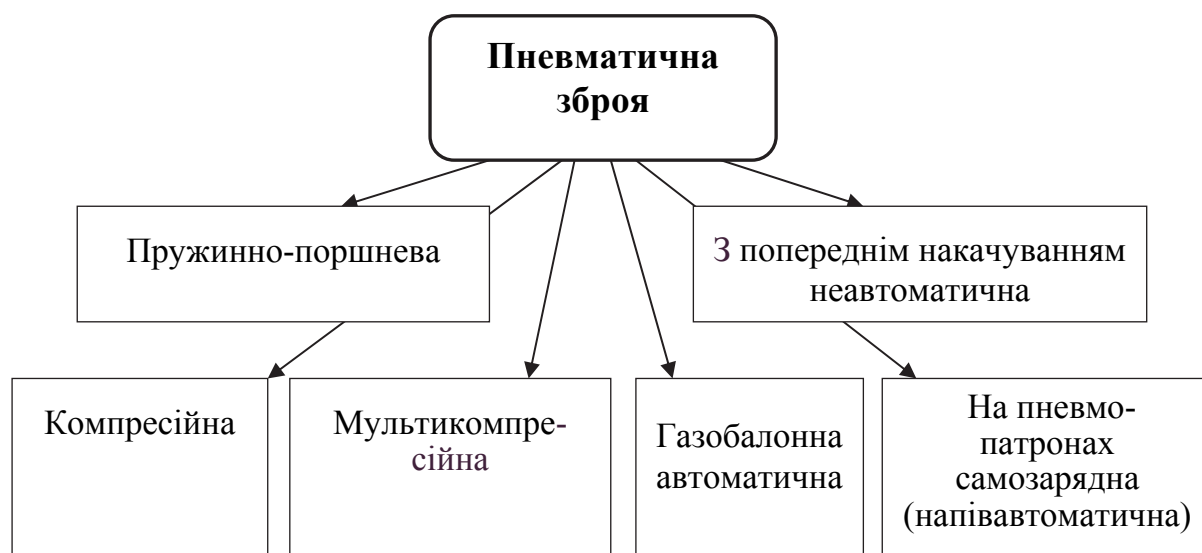 Пневматична
зброя
Пружинно-поршнева
З попереднім накачуванням
неавтоматична
Компресійна
Мультикомпре-
сійна
Газобалонна
автоматична
На пневмо-
патронах
самозарядна
(напівавтоматична)